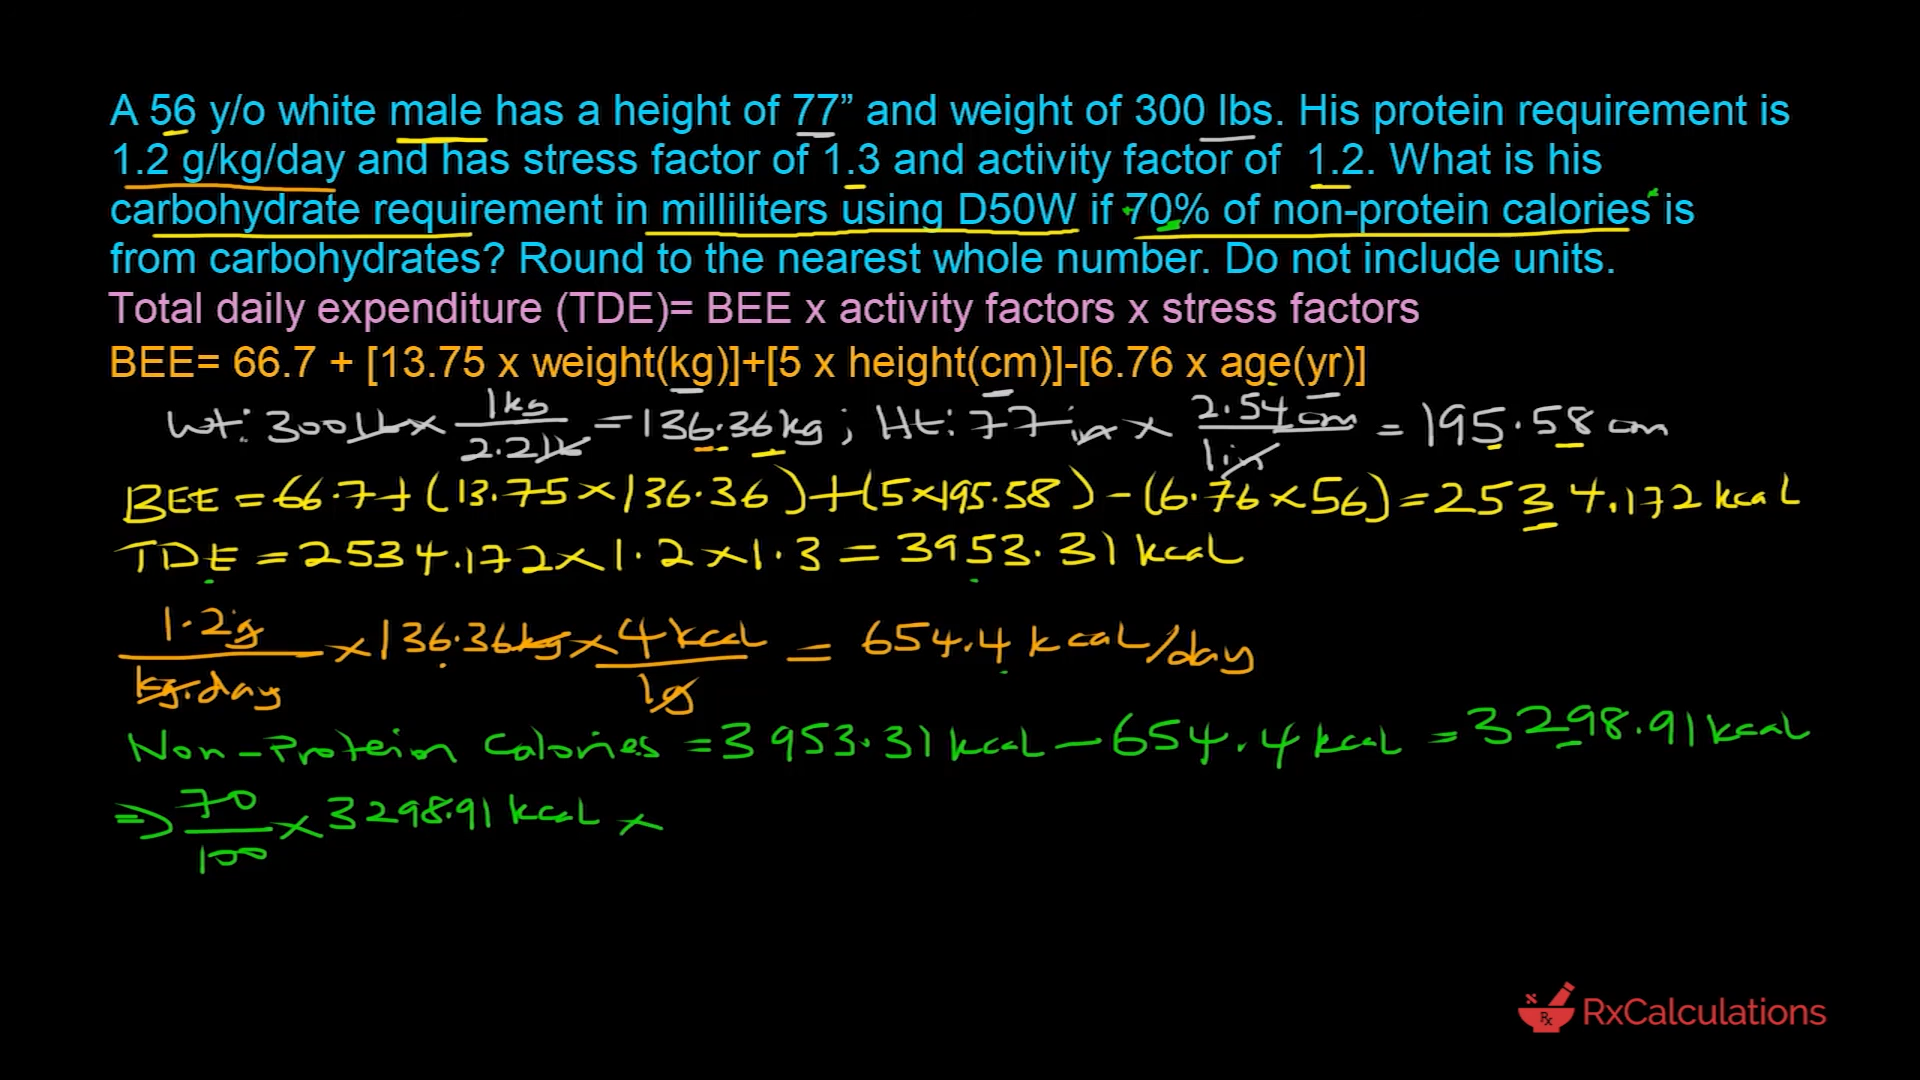 A 56 y/o white male has a height of 77” and weight of 300 lbs. His protein requirement is
1.2 g/kg/day and has stress factor of 1.3 and activity factor of 1.2. What is his
carbohydrate requirement in milliliters using D50W if 70% of non-protein calories is
from carbohydrates? Round to the nearest whole number. Do not include units.
Total daily expenditure (TDE)= BEE x activity factors x stress factors
BEE= 66.7 + [13.75 x weight(kg)]+[5 x height(cm)]-[6.76 x age(yr)]
Wt: 300 lb × 1kg / 2.2 lb = 136.36 kg ; Ht: 77 in × 2.54 cm / 1 in = 195.58 cm
BEE = 66.7 + (13.75 × 136.36) + (5×195.58) - (6.76 × 56) = 2534.172 kcal
TDE = 2534.172 × 1.2 × 1.3 = 3953.31 kcal
1.2g / kg.day × 136.36 kg × 4 kcal / 1g = 654.4 kcal/day
Non-Protein Calories = 3953.31 kcal - 654.4 kcal = 3298.91 kcal
⇒ 70 / 100 × 3298.91 kcal ×
Rx RxCalculations